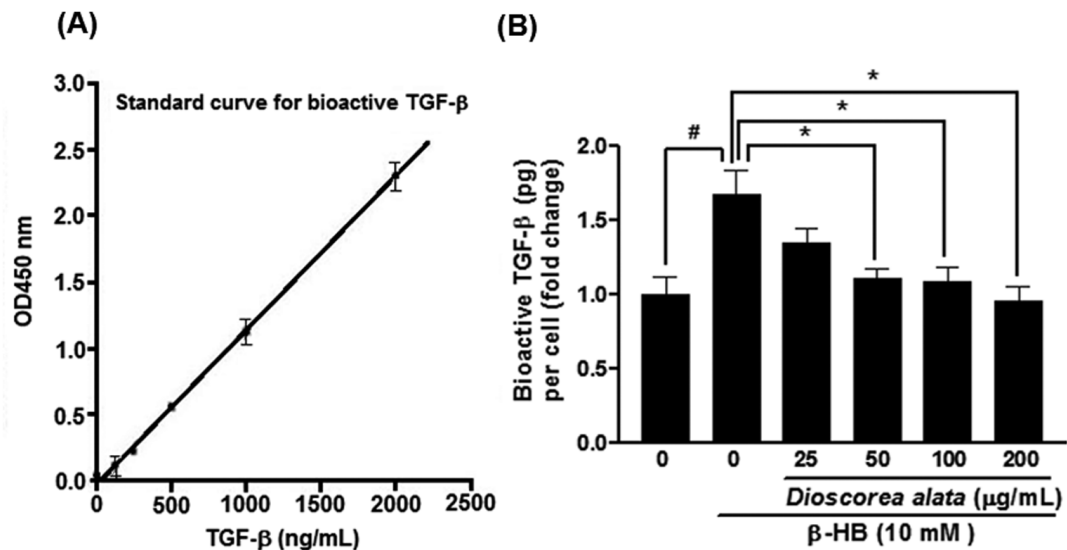 (A)
Standard curve for bioactive TGF-β
OD450 nm
3.0
2.5
2.0
1.5
1.0
0.5
0.0
0 500 1000 1500 2000 2500
TGF-β (ng/mL)
(B)
Bioactive TGF-β (pg)
per cell (fold change)
2.0
1.5
1.0
0.5
0.0
*
*
# *
0 0 25 50 100 200
Dioscorea alata (μg/mL)
β-HB (10 mM )